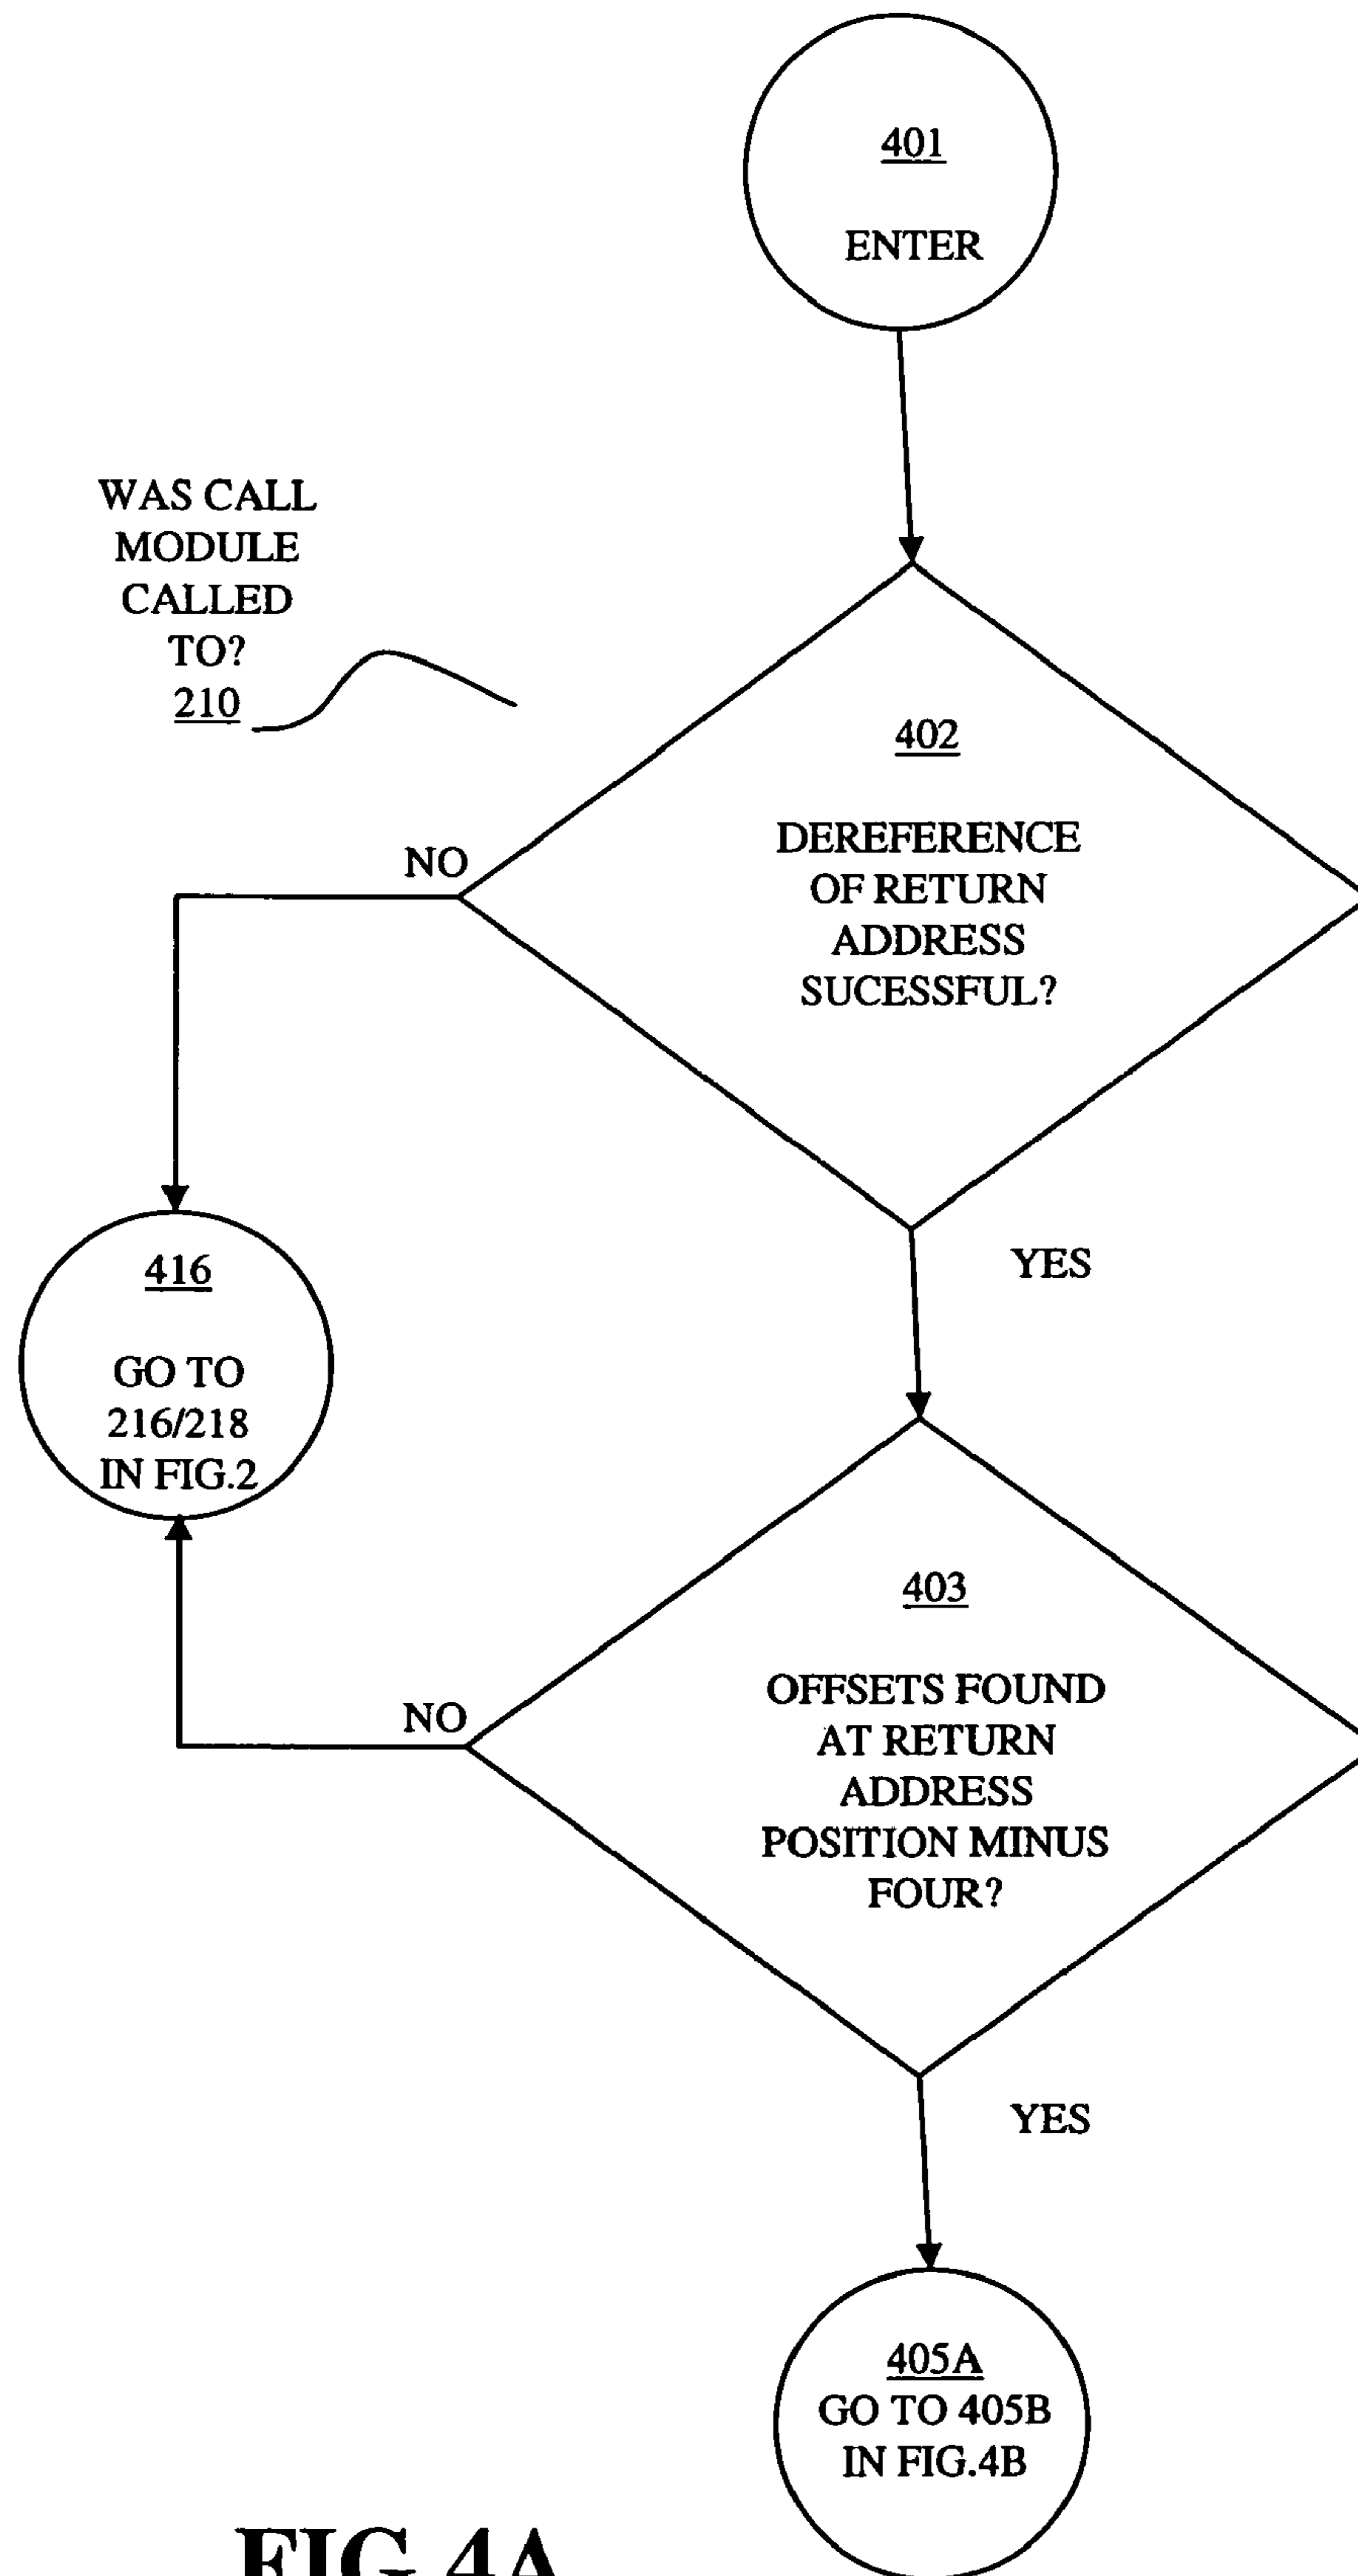 401
ENTER
WAS CALL
MODULE
CALLED
TO?
210
402
DEREFERENCE
OF RETURN
ADDRESS
SUCESSFUL?
NO
YES
416
GO TO
216/218
IN FIG.2
403
OFFSETS FOUND
AT RETURN
ADDRESS
POSITION MINUS
FOUR?
NO
YES
405A
GO TO 405B
IN FIG.4B
FIG.4A